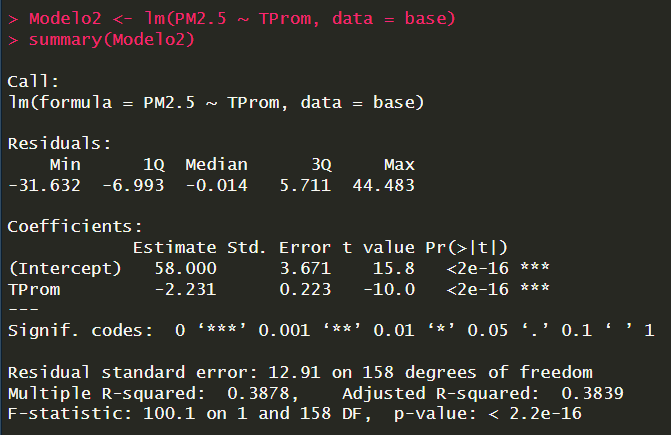 > Modelo2 <- lm(PM2.5 ~ TProm, data = base)
> summary(Modelo2)
Call:
lm(formula = PM2.5 ~ TProm, data = base)
Residuals:
    Min      1Q  Median      3Q     Max
-31.632  -6.993  -0.014   5.711  44.483
Coefficients:
            Estimate Std. Error t value Pr(>|t|)
(Intercept)   58.000      3.671    15.8   <2e-16 ***
TProm         -2.231      0.223   -10.0   <2e-16 ***
---
Signif. codes:  0 ‘***’ 0.001 ‘**’ 0.01 ‘*’ 0.05 ‘.’ 0.1 ‘ ’ 1
Residual standard error: 12.91 on 158 degrees of freedom
Multiple R-squared:  0.3878,    Adjusted R-squared:  0.3839
F-statistic: 100.1 on 1 and 158 DF,  p-value: < 2.2e-16